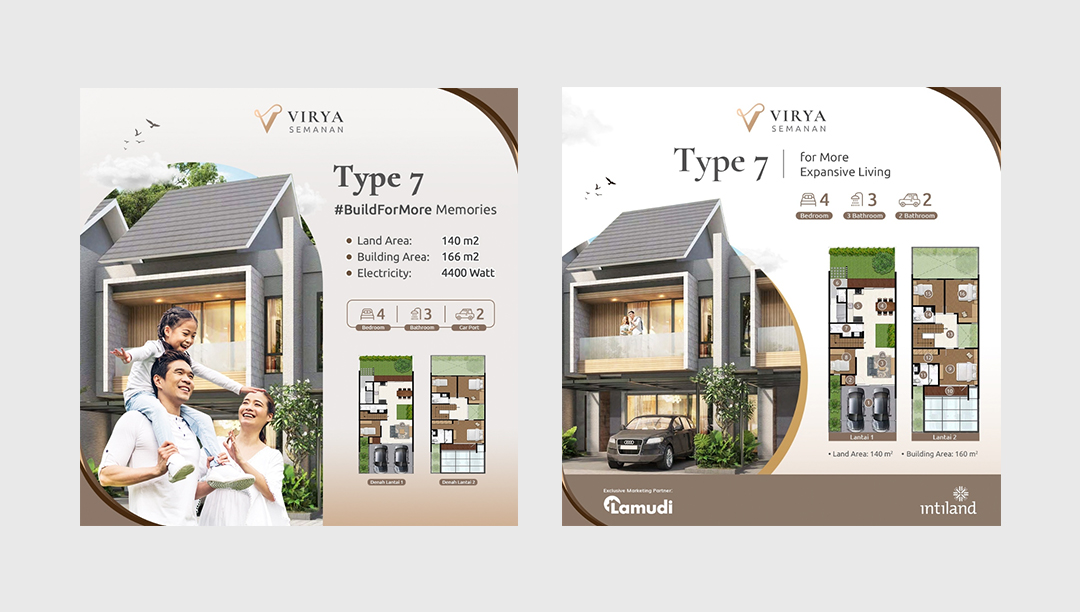 VIRYA
SEMANAN
Type 7
#BuildForMore Memories
• Land Area: 140 m2
• Building Area: 166 m2
• Electricity: 4400 Watt
4 3 2
Bedroom Bathroom Car Port
Denah Lantai 1 Denah Lantai 2
VIRYA
SEMANAN
Type 7 for More
Expansive Living
4 3 2
Bedroom 3 Bathroom 2 Bathroom
Lantai 1 Lantai 2
• Land Area: 140 m² • Building Area: 160 m²
Exclusive Marketing Partner:
Lamudi
intiland